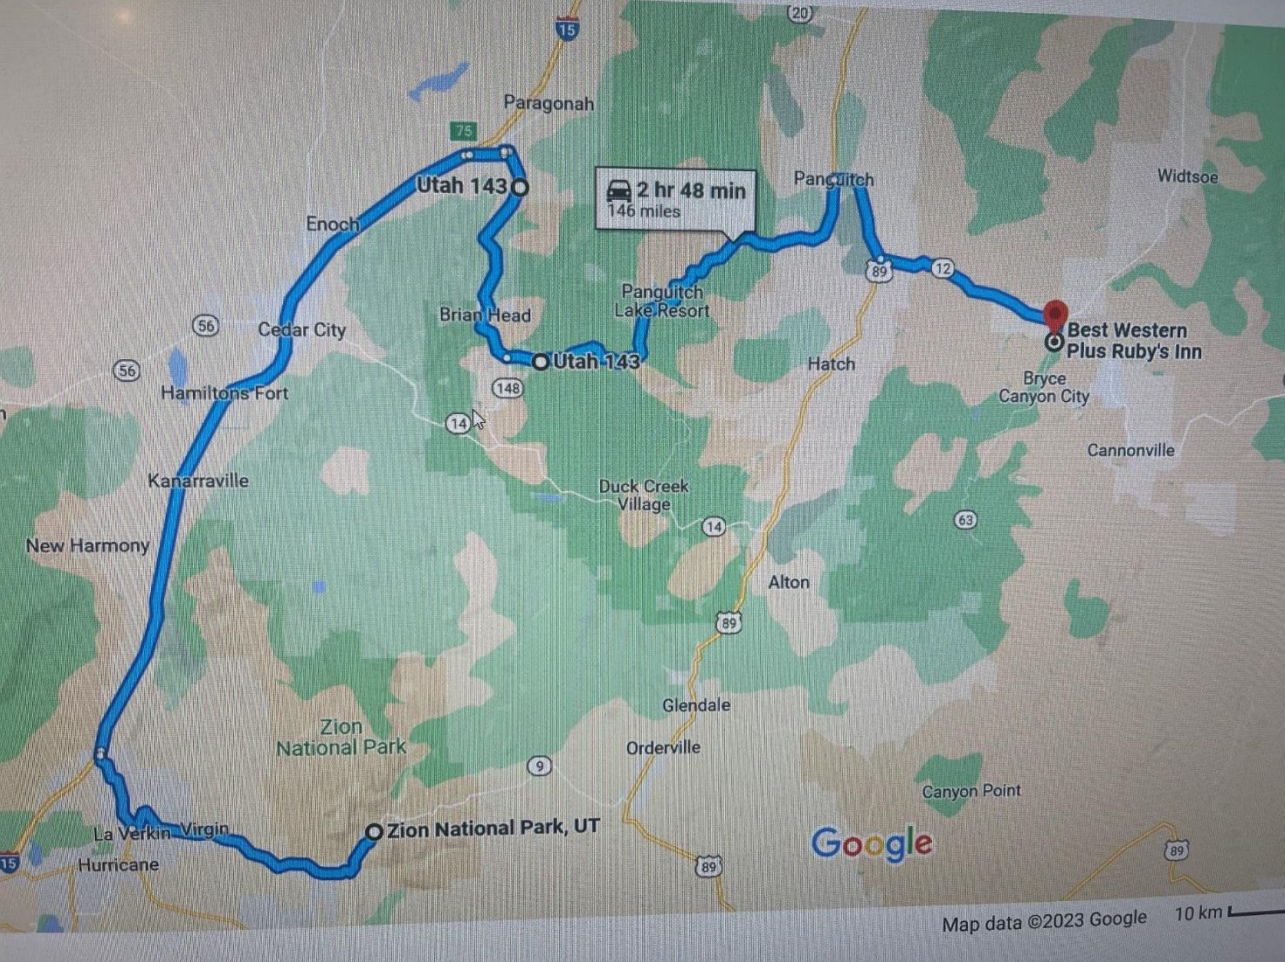 20
15
Paragonah
75
Utah 143
2 hr 48 min
146 miles
Panguitch
Widtsoe
Enoch
89
12
Panguitch
Lake Resort
Brian Head
56
Cedar City
Best Western
Plus Ruby's Inn
Utah 143
Hatch
56
148
Bryce
Canyon City
Hamiltons Fort
14
Cannonville
Kanarraville
Duck Creek
Village
14
63
New Harmony
Alton
89
Glendale
Zion
National Park
Orderville
9
Canyon Point
La Verkin
Virgin
Zion National Park, UT
Google
15
Hurricane
89
89
Map data ©2023 Google
10 km